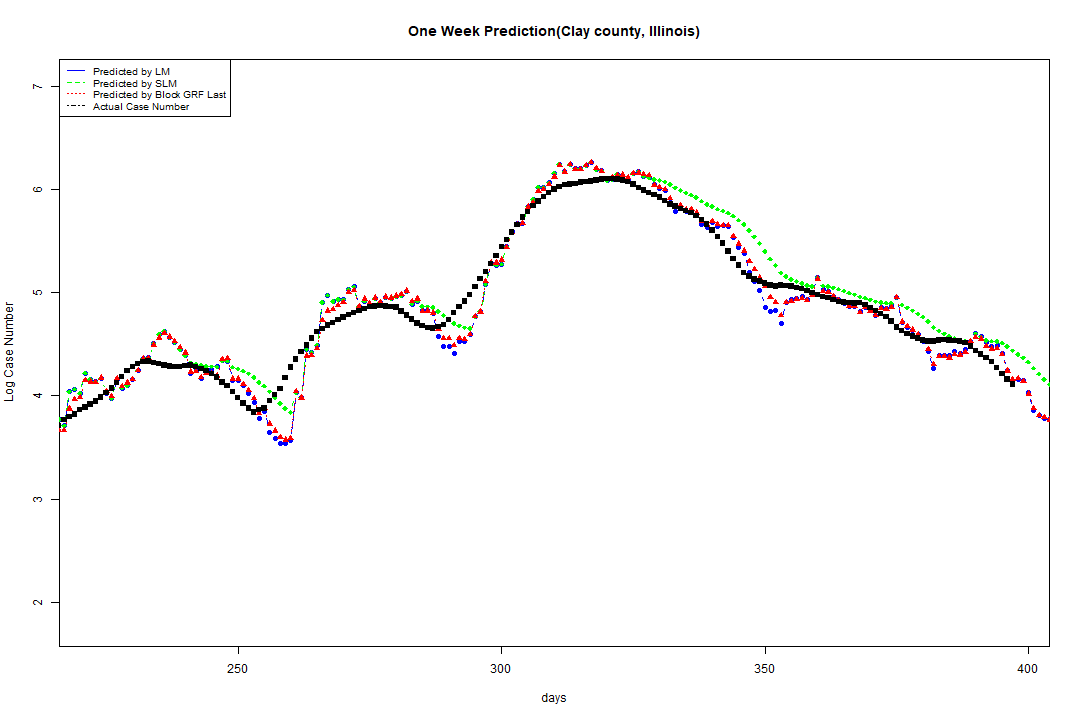 One Week Prediction(Clay county, Illinois)
Predicted by LM
Predicted by SLM
Predicted by Block GRF Last
Actual Case Number
Log Case Number
7
6
5
4
3
2
250 300 350 400
days